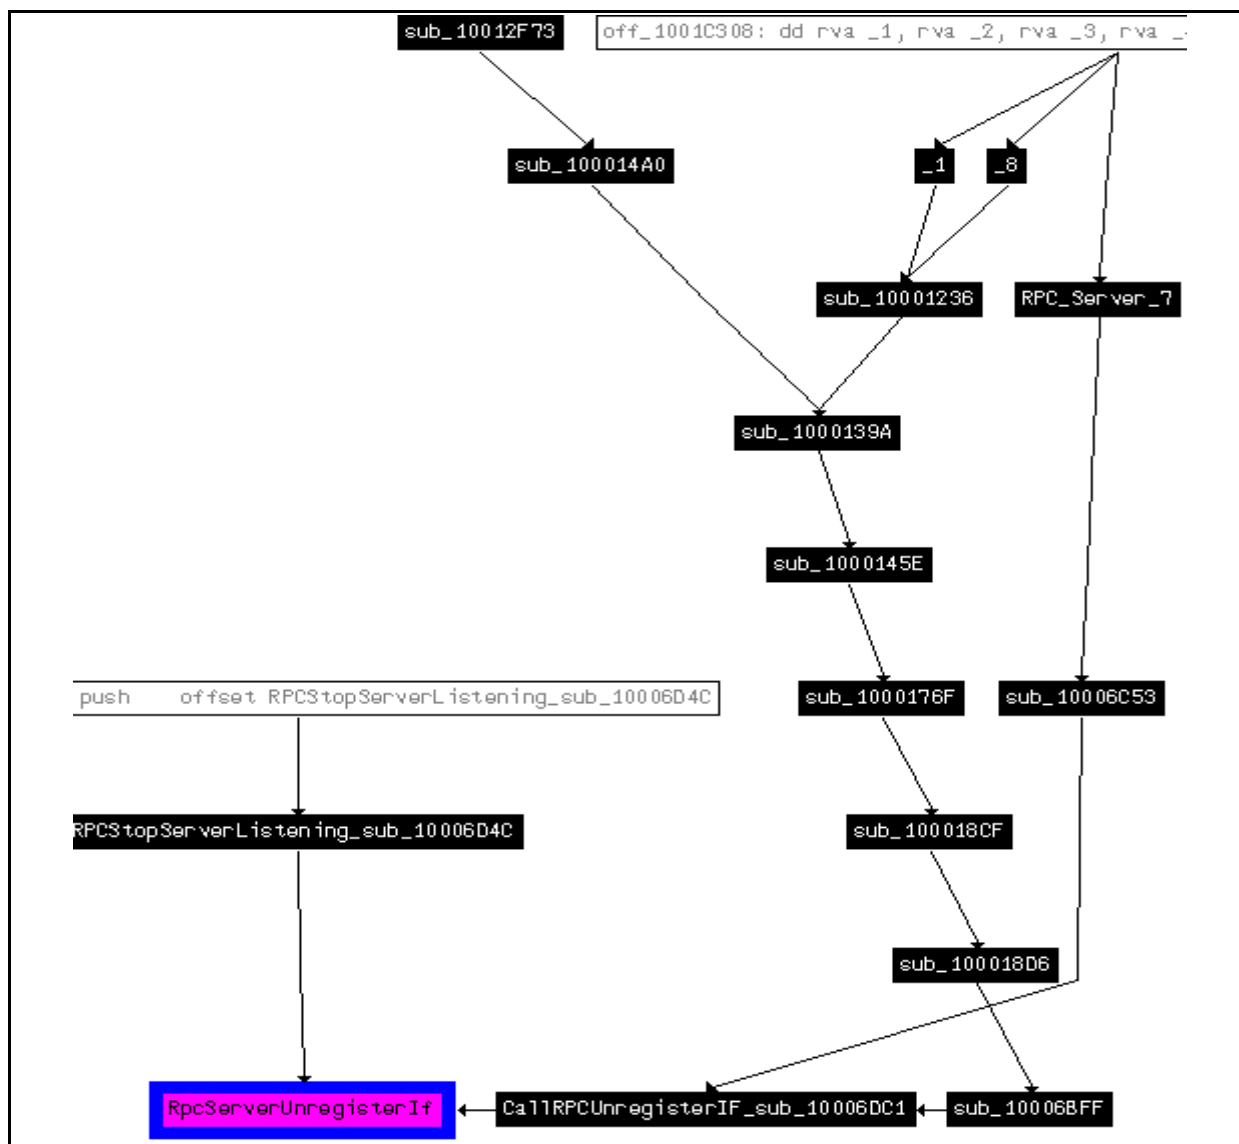 sub_10012F73
off_1001C308: dd rva _1, rva _2, rva _3, rva _
sub_100014A0
_1
_8
sub_10001236
RPC_Server_7
sub_1000139A
sub_1000145E
push offset RPCStopServerListening_sub_10006D4C
sub_1000176F
sub_10006C53
RPCStopServerListening_sub_10006D4C
sub_100018CF
sub_100018D6
RpcServerUnregisterIf
CallRPCUnregisterIF_sub_10006DC1
sub_10006BFF